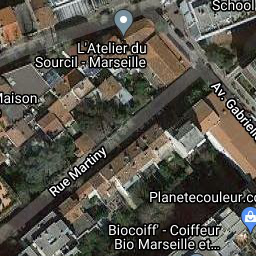 School
L'Atelier du
Sourcil - Marseille
Maison
Av. Gabriel
Rue Martiny
Planetecouleur.co
Biocoiff' - Coiffeur
Bio Marseille et...